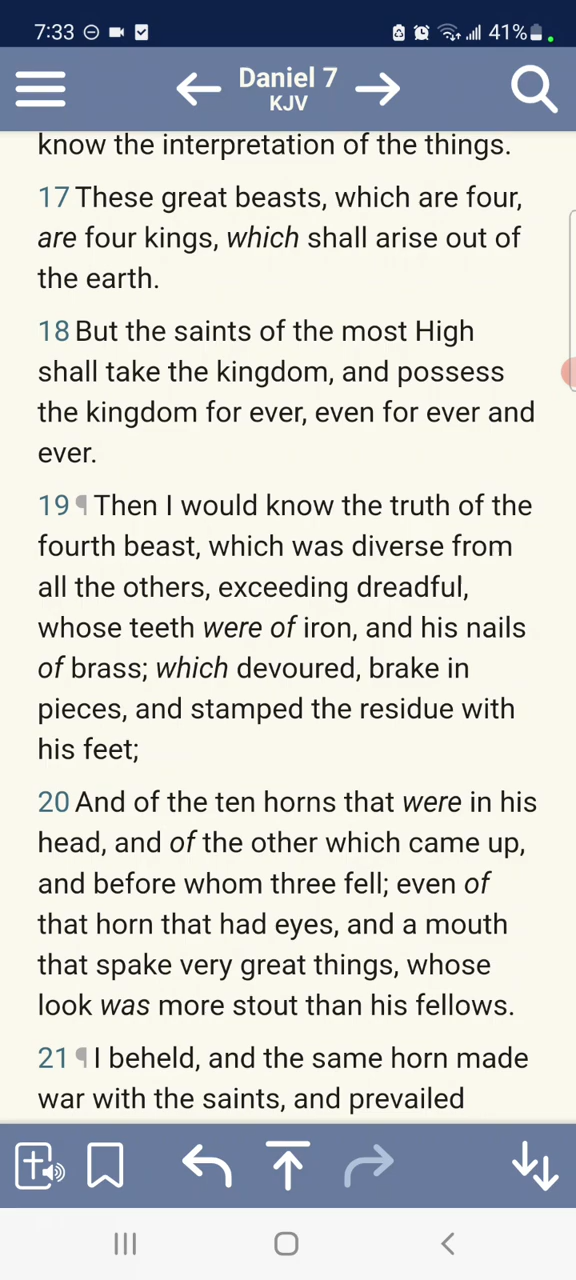 7:33 41%
Daniel 7
KJV
know the interpretation of the things.
17 These great beasts, which are four,
are four kings, which shall arise out of
the earth.
18 But the saints of the most High
shall take the kingdom, and possess
the kingdom for ever, even for ever and
ever.
19 ¶ Then I would know the truth of the
fourth beast, which was diverse from
all the others, exceeding dreadful,
whose teeth were of iron, and his nails
of brass; which devoured, brake in
pieces, and stamped the residue with
his feet;
20 And of the ten horns that were in his
head, and of the other which came up,
and before whom three fell; even of
that horn that had eyes, and a mouth
that spake very great things, whose
look was more stout than his fellows.
21 ¶ I beheld, and the same horn made
war with the saints, and prevailed